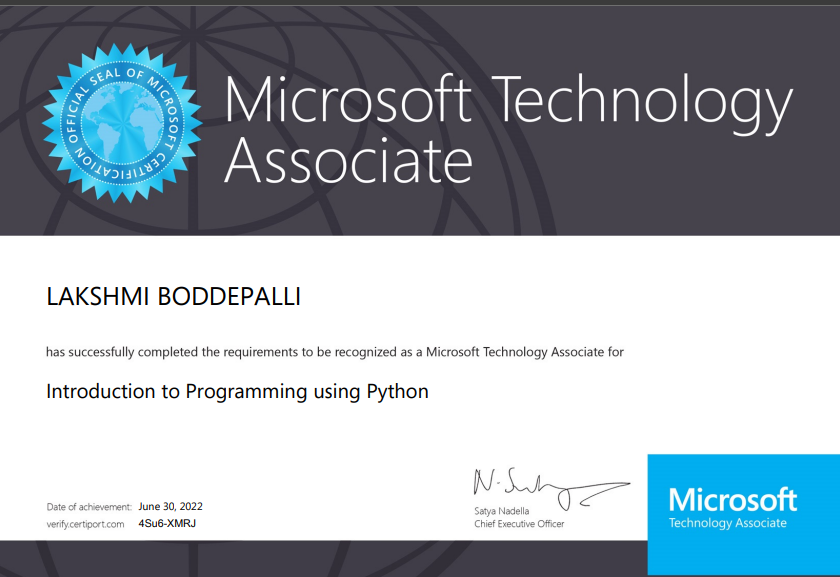 OFFICIAL SEAL OF MICROSOFT CERTIFICATION
Microsoft Technology
Associate
LAKSHMI BODDEPALLI
has successfully completed the requirements to be recognized as a Microsoft Technology Associate for
Introduction to Programming using Python
Date of achievement: June 30, 2022
verify.certiport.com 4Su6-XMRJ
Satya Nadella
Chief Executive Officer
Microsoft
Technology Associate